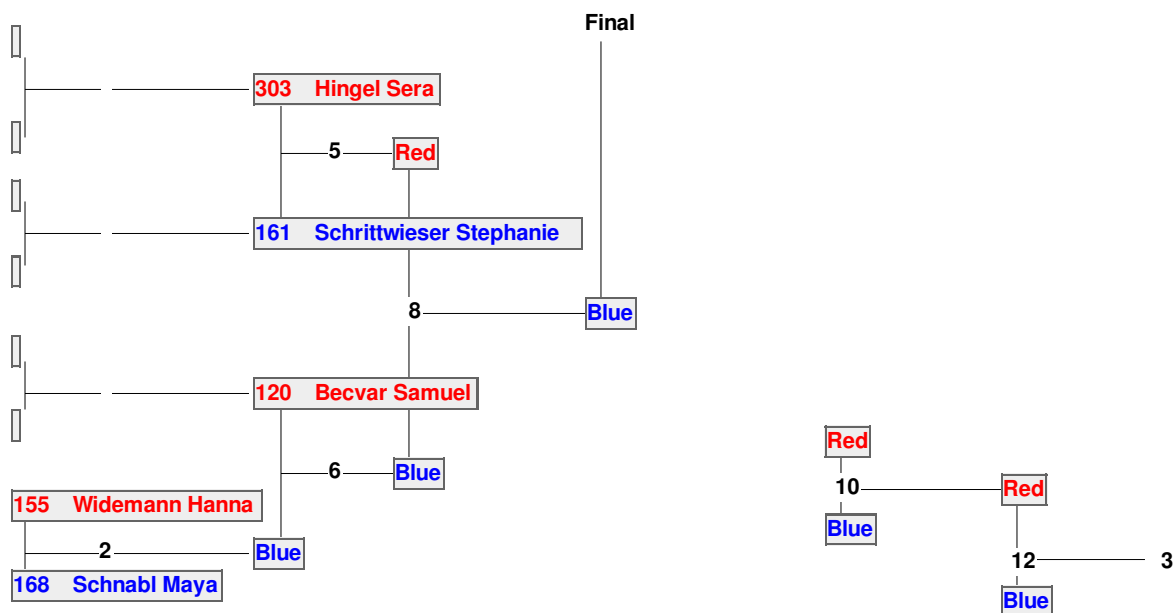 Final
303 Hingel Sera
5 Red
161 Schrittwieser Stephanie
8 Blue
120 Becvar Samuel
Red
6 Blue
10 Red
155 Widemann Hanna
Blue
2 Blue
12 3
168 Schnabl Maya
Blue